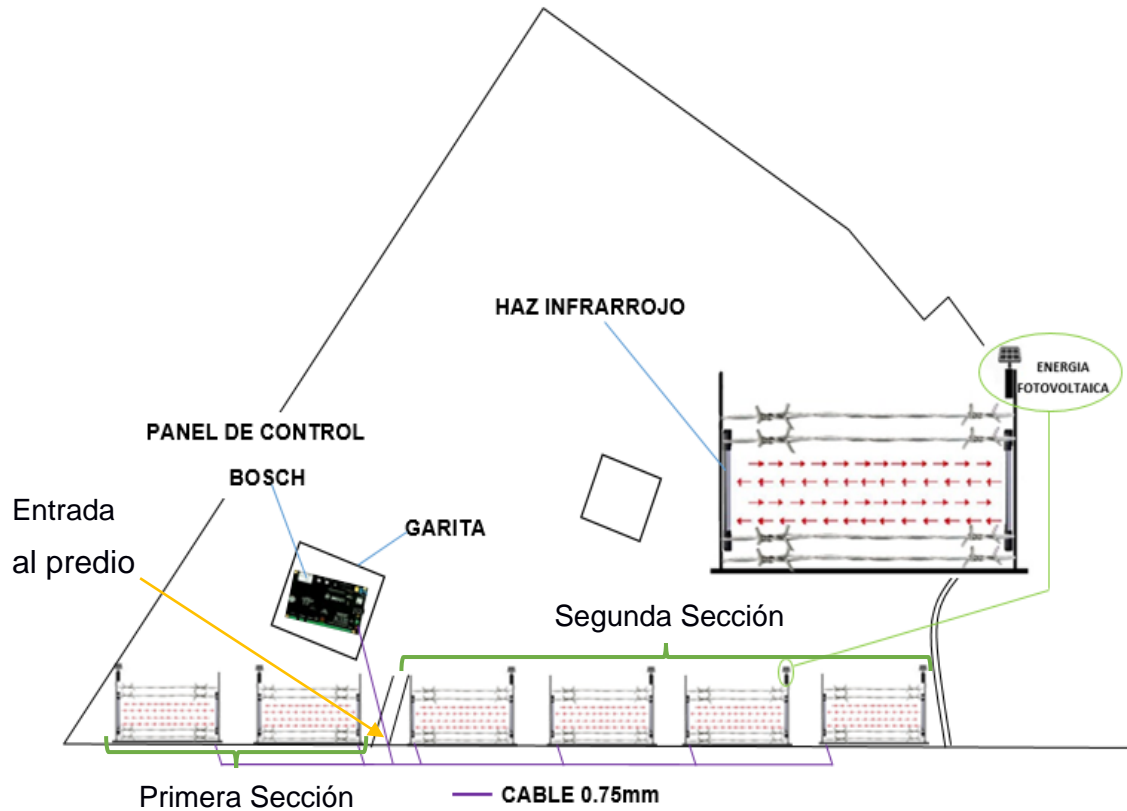 HAZ INFRARROJO
ENERGIA
FOTOVOLTAICA
PANEL DE CONTROL
BOSCH
Entrada
al predio
GARITA
Segunda Sección
Primera Sección
CABLE 0.75mm